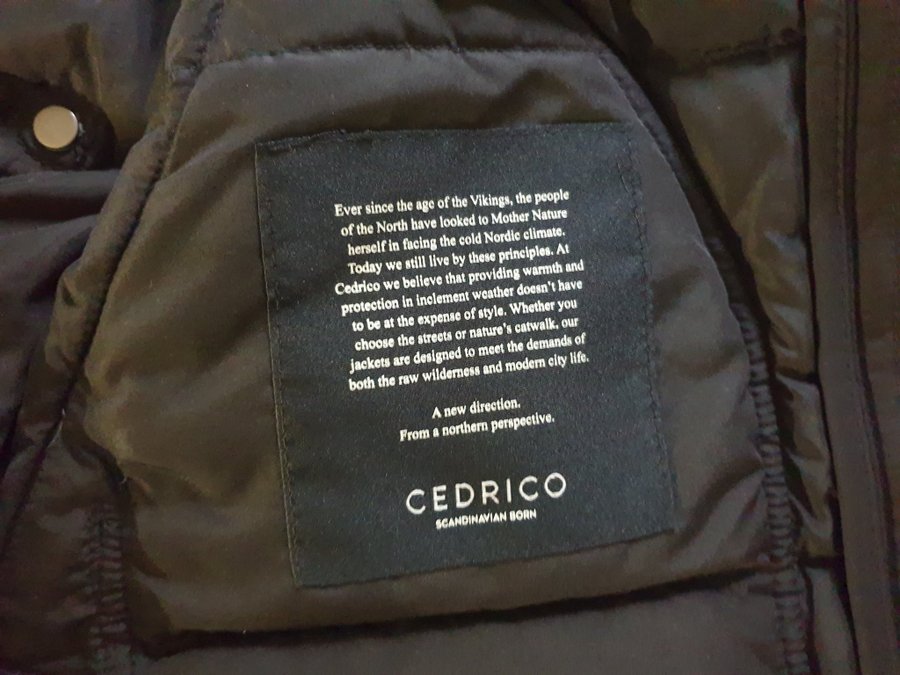 Ever since the age of the Vikings, the people
of the North have looked to Mother Nature
herself in facing the cold Nordic climate.
Today we still live by these principles. At
Cedrico we believe that providing warmth and
protection in inclement weather doesn't have
to be at the expense of style. Whether you
choose the streets or nature's catwalk, our
jackets are designed to meet the demands of
both the raw wilderness and modern city life.
A new direction.
From a northern perspective.
CEDRICO
SCANDINAVIAN BORN